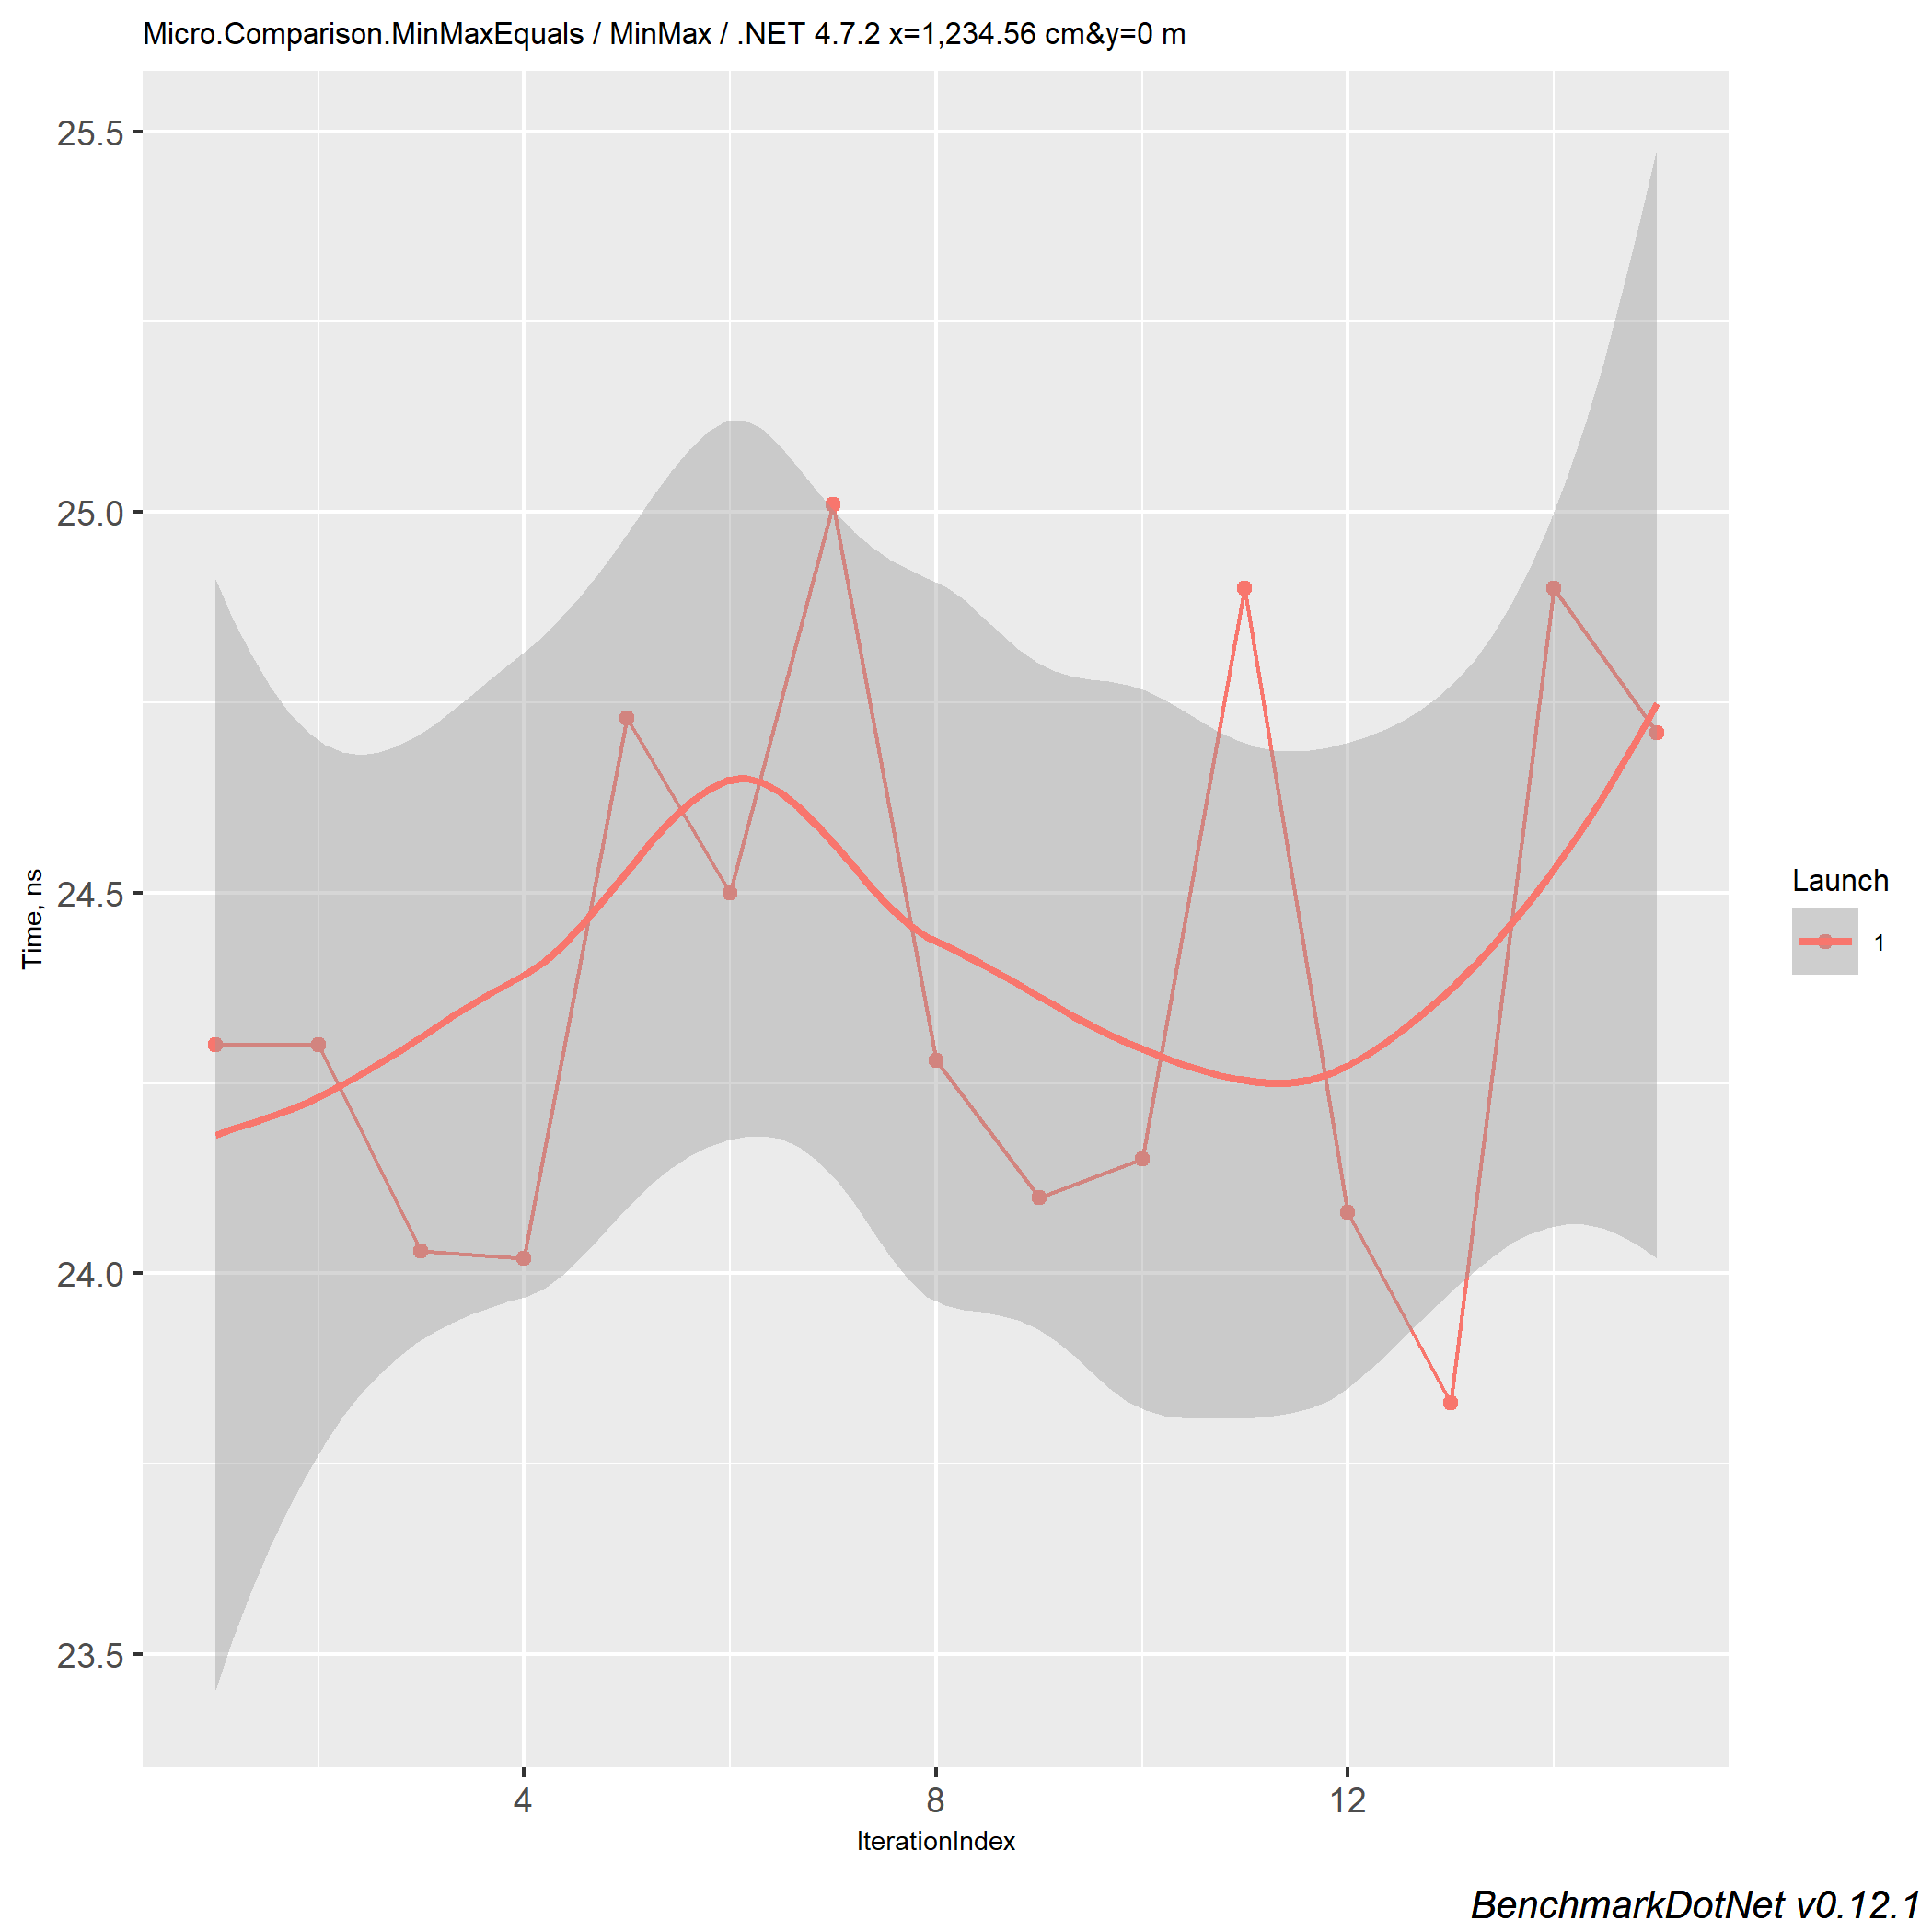 Micro.Comparison.MinMaxEquals / MinMax / .NET 4.7.2 x=1,234.56 cm&y=0 m
25.5
25.0
24.5
24.0
23.5
Time, ns
4 8 12
IterationIndex
Launch
1
BenchmarkDotNet v0.12.1